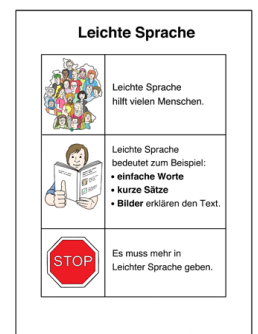 Leichte Sprache
Leichte Sprache
hilft vielen Menschen.
Leichte Sprache
bedeutet zum Beispiel:
• einfache Worte
• kurze Sätze
• Bilder erklären den Text.
STOP
Es muss mehr in
Leichter Sprache geben.